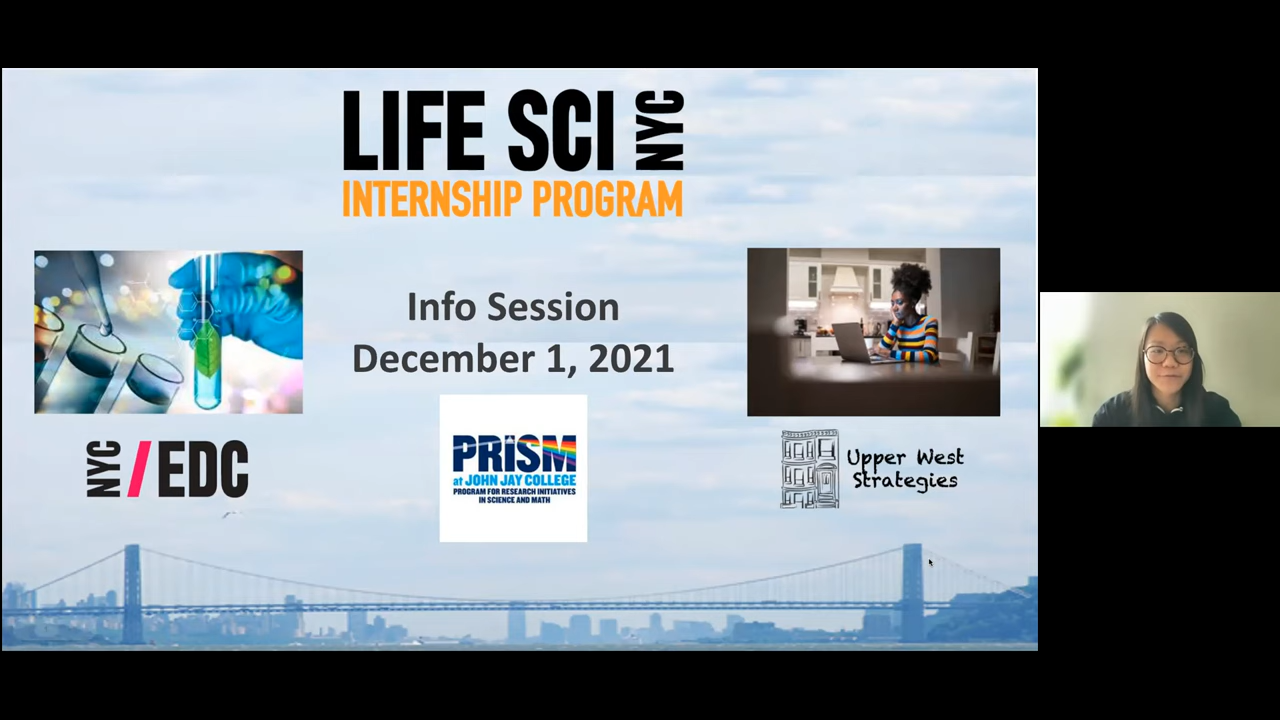 LIFE SCI NYC
INTERNSHIP PROGRAM
Info Session
December 1, 2021
NYC/EDC
PRISM
at JOHN JAY COLLEGE
PROGRAM FOR RESEARCH INITIATIVES
IN SCIENCE AND MATH
Upper West
Strategies